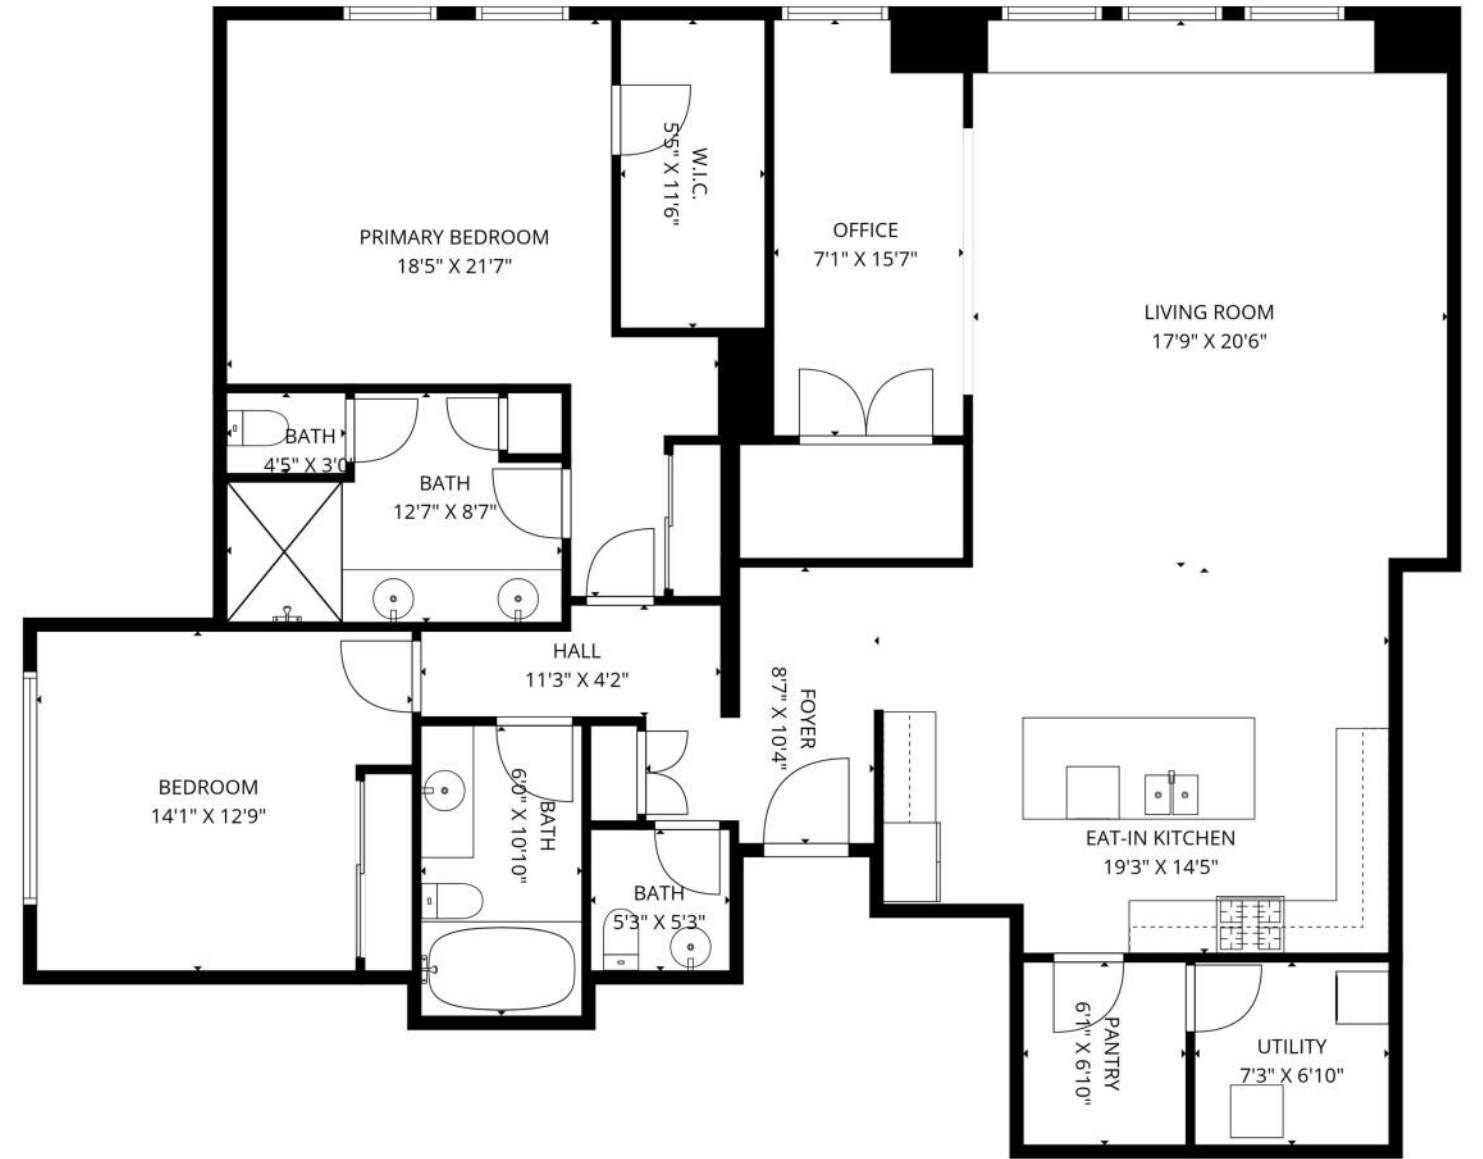 PRIMARY BEDROOM
18'5" X 21'7"
W.I.C.
5'5" X 11'6"
OFFICE
7'1" X 15'7"
LIVING ROOM
17'9" X 20'6"
BATH
4'5" X 3'0"
BATH
12'7" X 8'7"
HALL
11'3" X 4'2"
FOYER
8'7" X 10'4"
BEDROOM
14'1" X 12'9"
BATH
6'0" X 10'10"
BATH
5'3" X 5'3"
EAT-IN KITCHEN
19'3" X 14'5"
PANTRY
6'1" X 6'10"
UTILITY
7'3" X 6'10"